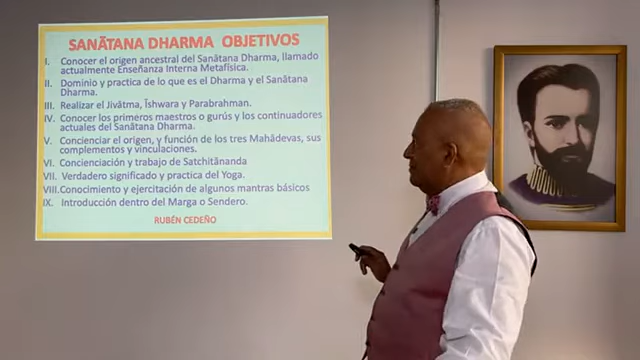 SANĀTANA DHARMA OBJETIVOS
I. Conocer el origen ancestral del Sanātana Dharma, llamado
actualmente Enseñanza Interna Metafísica.
II. Dominio y practica de lo que es el Dharma y el Sanātana
Dharma.
III. Realizar el Jivātma, Īshwara y Parabrahman.
IV. Conocer los primeros maestros o gurús y los continuadores
actuales del Sanātana Dharma.
V. Concienciar el origen, y función de los tres Mahādevas, sus
complementos y vinculaciones.
VI. Concienciación y trabajo de Satchitānanda
VII. Verdadero significado y practica del Yoga.
VIII.Conocimiento y ejercitación de algunos mantras básicos
IX. Introducción dentro del Marga o Sendero.
RUBÉN CEDEÑO